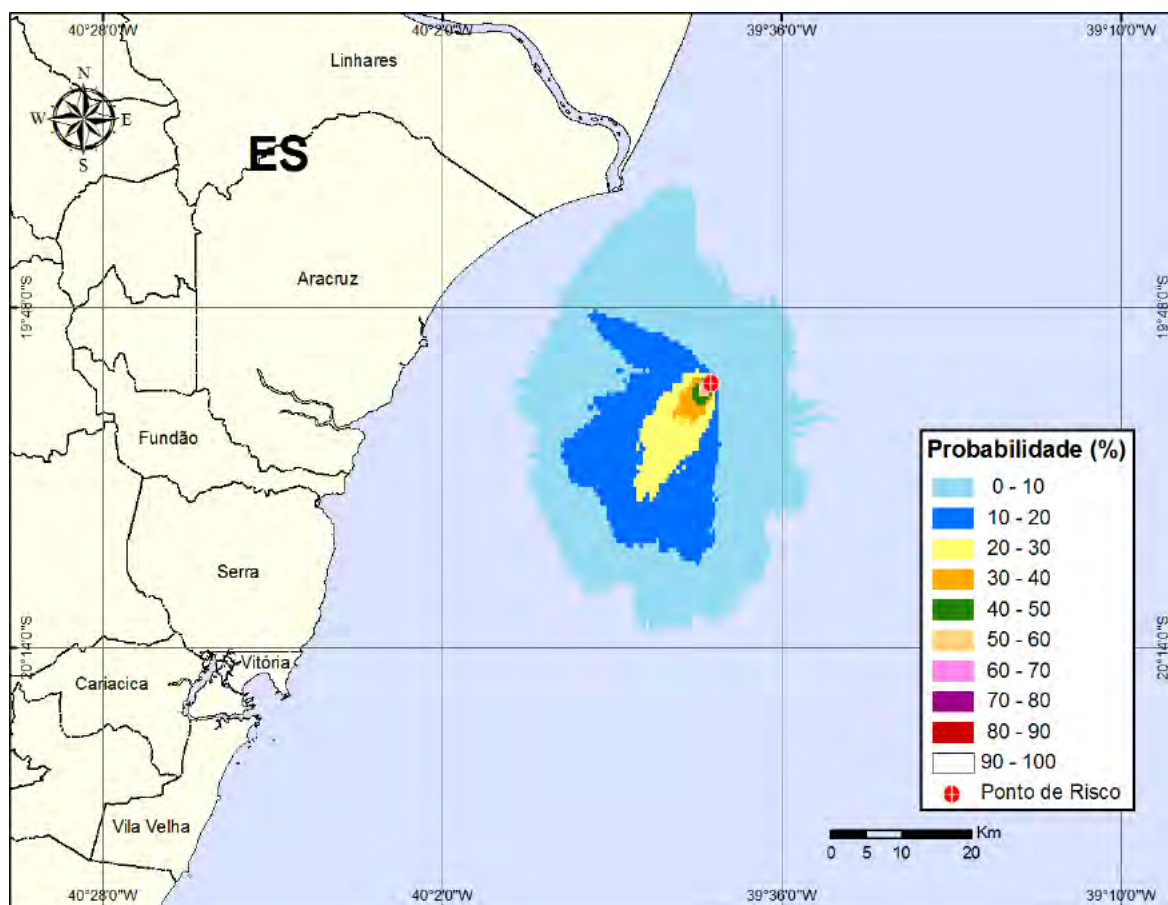 40°28'0"W 40°2'0"W 39°36'0"W 39°10'0"W
Linhares
N
W E
S
ES
Aracruz
19°48'0"S 19°48'0"S
Fundão
Serra
Vitória
20°14'0"S 20°14'0"S
Cariacica
Vila Velha
Probabilidade (%)
0 - 10
10 - 20
20 - 30
30 - 40
40 - 50
50 - 60
60 - 70
70 - 80
80 - 90
90 - 100
Ponto de Risco
Km
0 5 10 20
40°28'0"W 40°2'0"W 39°36'0"W 39°10'0"W